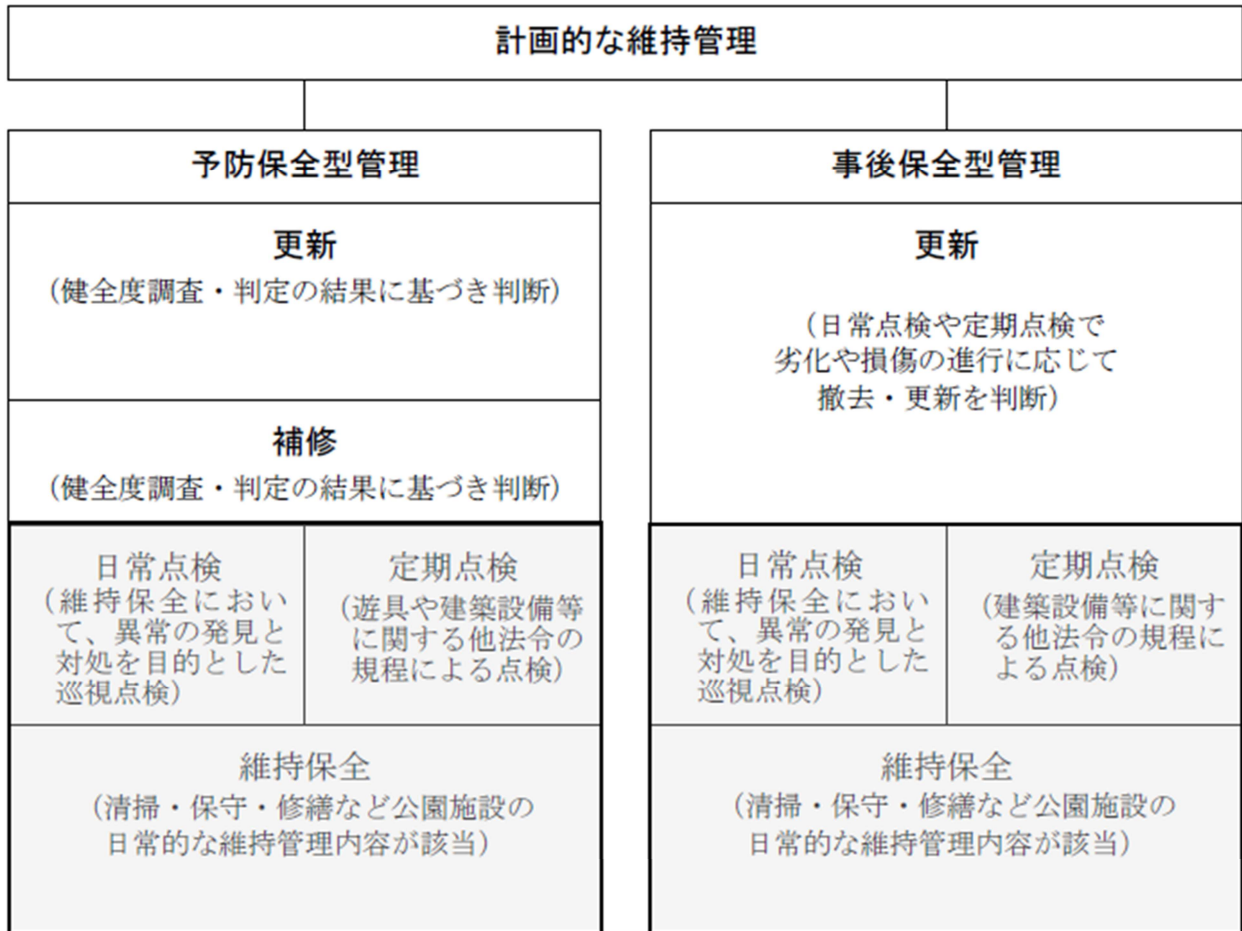 計画的な維持管理
予防保全型管理
更新
（健全度調査・判定の結果に基づき判断）
補修
（健全度調査・判定の結果に基づき判断）
日常点検
（維持保全におい
て、異常の発見と
対処を目的とした
巡視点検）
定期点検
（遊具や建築設備等
に関する他法令の
規程による点検）
維持保全
（清掃・保守・修繕など公園施設の
日常的な維持管理内容が該当）
事後保全型管理
更新
（日常点検や定期点検で
劣化や損傷の進行に応じて
撤去・更新を判断）
日常点検
（維持保全におい
て、異常の発見と
対処を目的とした
巡視点検）
定期点検
（建築設備等に関す
る他法令の規程に
よる点検）
維持保全
（清掃・保守・修繕など公園施設の
日常的な維持管理内容が該当）